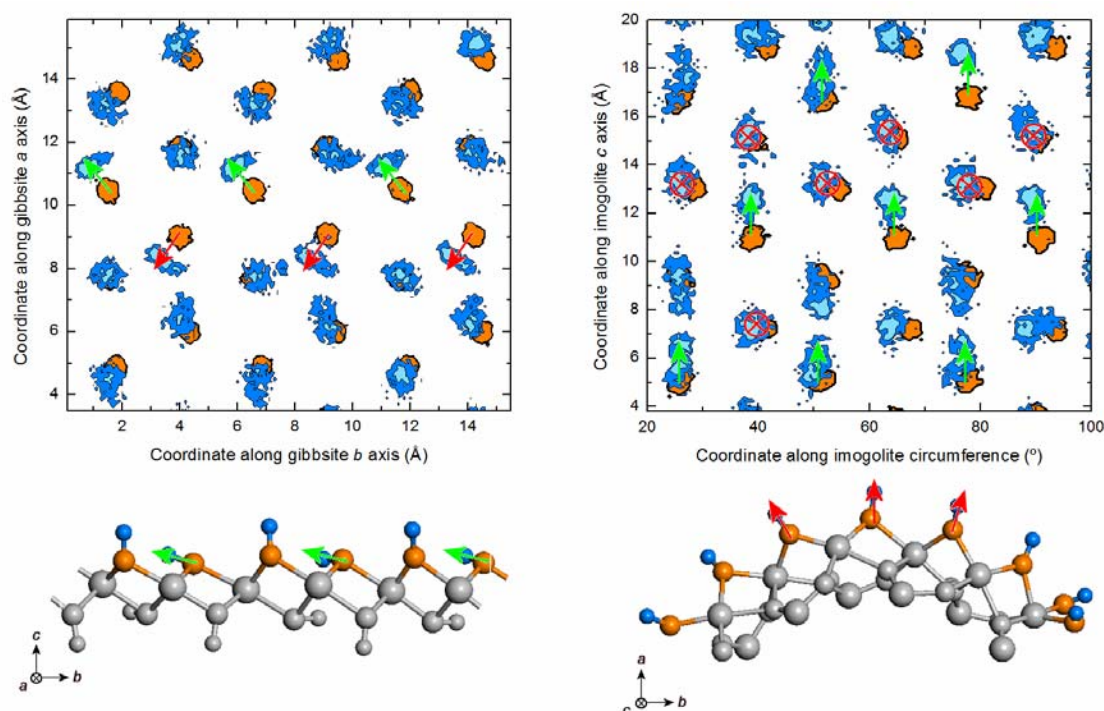 Coordinate along gibbsite a axis (Å)
14
12
10
8
6
4
2 4 6 8 10 12 14
Coordinate along gibbsite b axis (Å)
Coordinate along imogolite c axis (Å)
20
18
16
14
12
10
8
6
4
20 40 60 80 100
Coordinate along imogolite circumference (º)
c
a b
a
c b